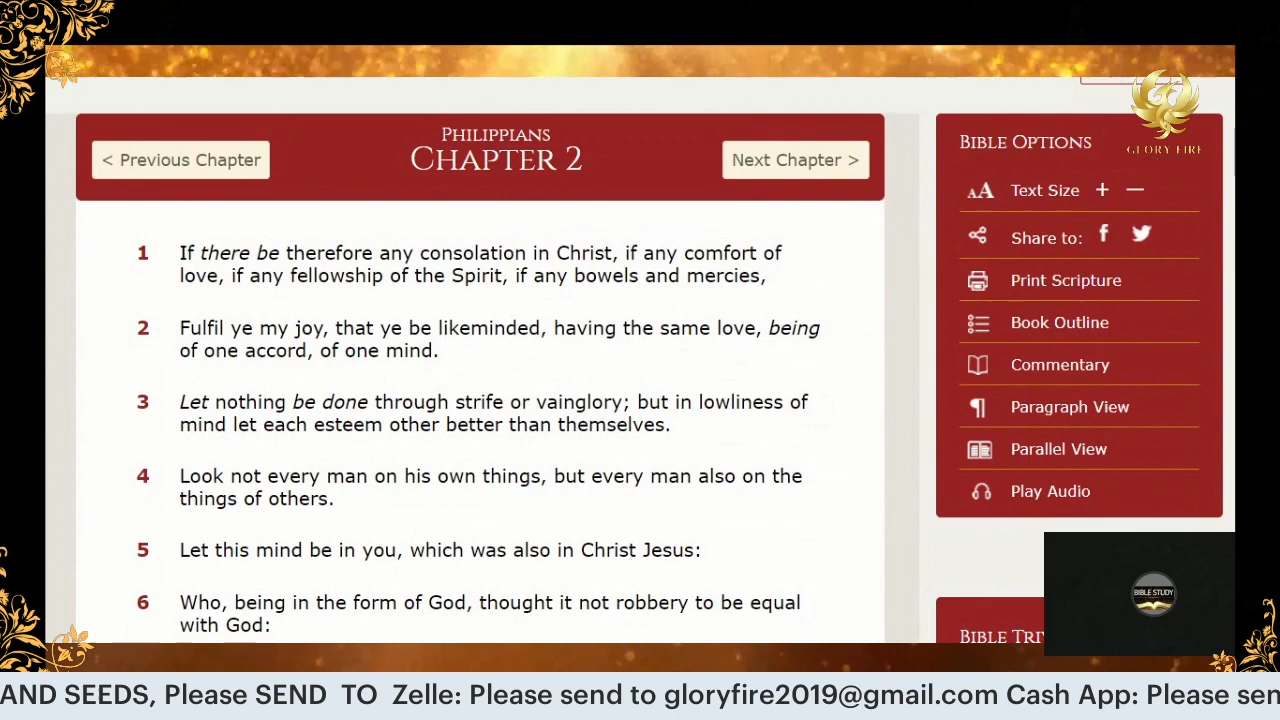 PHILIPPIANS
CHAPTER 2
< Previous Chapter
Next Chapter >
1 If there be therefore any consolation in Christ, if any comfort of
love, if any fellowship of the Spirit, if any bowels and mercies,
2 Fulfil ye my joy, that ye be likeminded, having the same love, being
of one accord, of one mind.
3 Let nothing be done through strife or vainglory; but in lowliness of
mind let each esteem other better than themselves.
4 Look not every man on his own things, but every man also on the
things of others.
5 Let this mind be in you, which was also in Christ Jesus:
6 Who, being in the form of God, thought it not robbery to be equal
with God:
BIBLE OPTIONS
GLORY FIRE
AA Text Size + —
Share to: f
Print Scripture
Book Outline
Commentary
Paragraph View
Parallel View
Play Audio
BIBLE STUDY
BIBLE TRI
AND SEEDS, Please SEND TO Zelle: Please send to gloryfire2019@gmail.com Cash App: Please sen